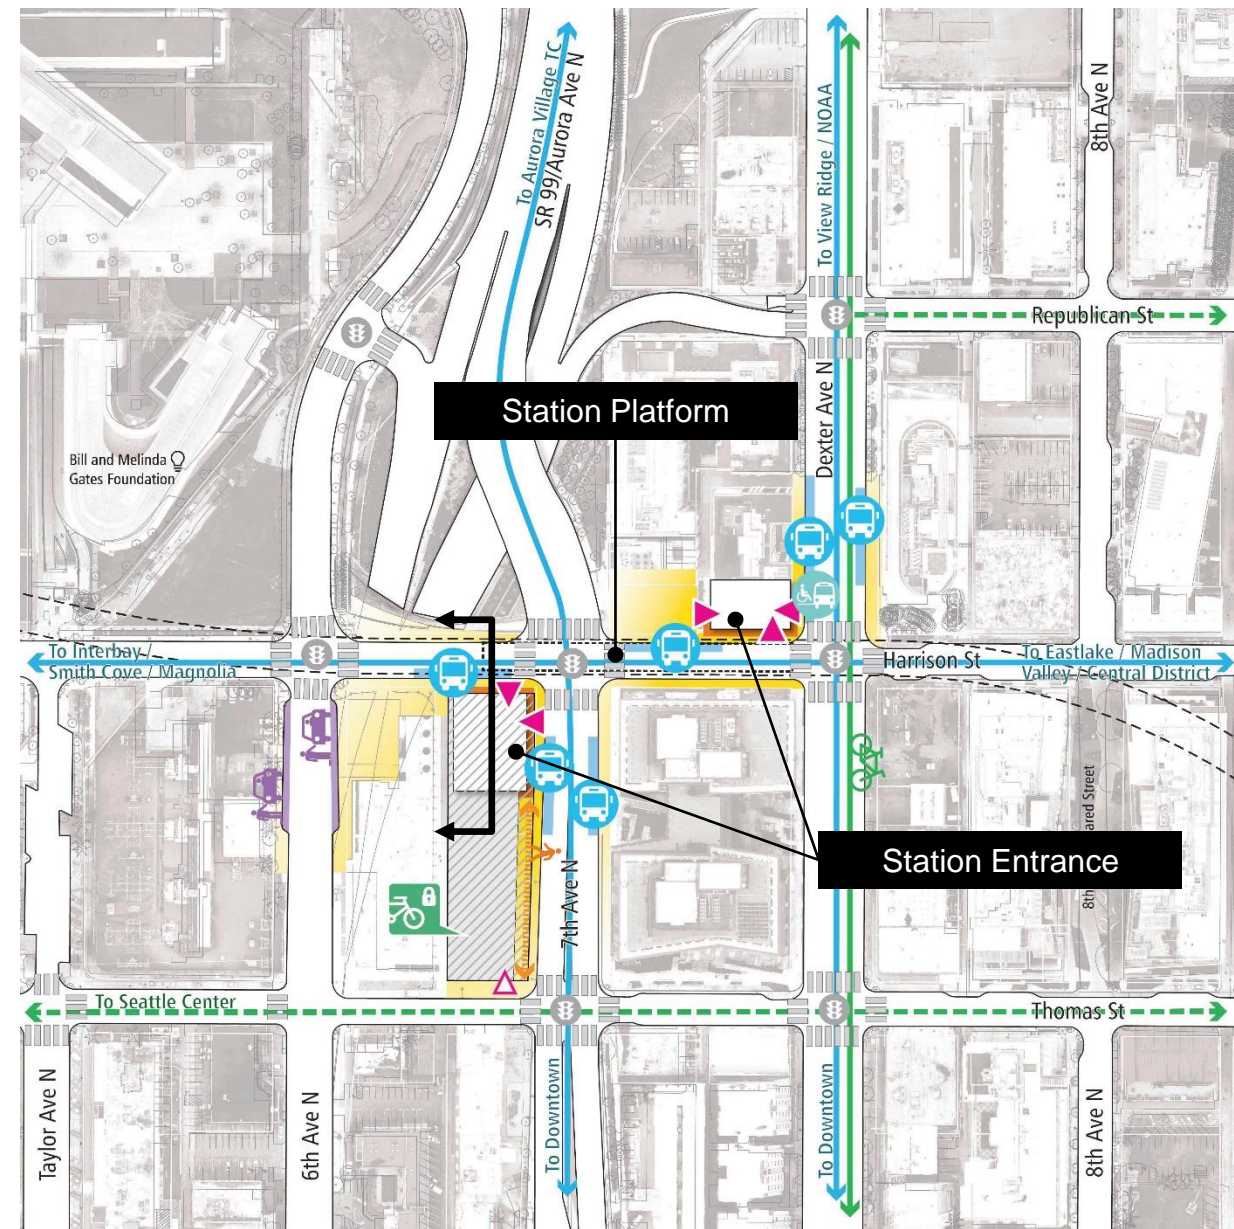 To Aurora Village TC
SR 99/Aurora Ave N
To View Ridge / NOAA
8th Ave N
Republican St
Station Platform
Dexter Ave N
Bill and Melinda
Gates Foundation
To Interbay /
Smith Cove / Magnolia
Harrison St
To Eastlake / Madison
Valley / Central District
Station Entrance
8th
ared Street
7th Ave N
To Seattle Center
Thomas St
Taylor Ave N
6th Ave N
To Downtown
To Downtown
8th Ave N